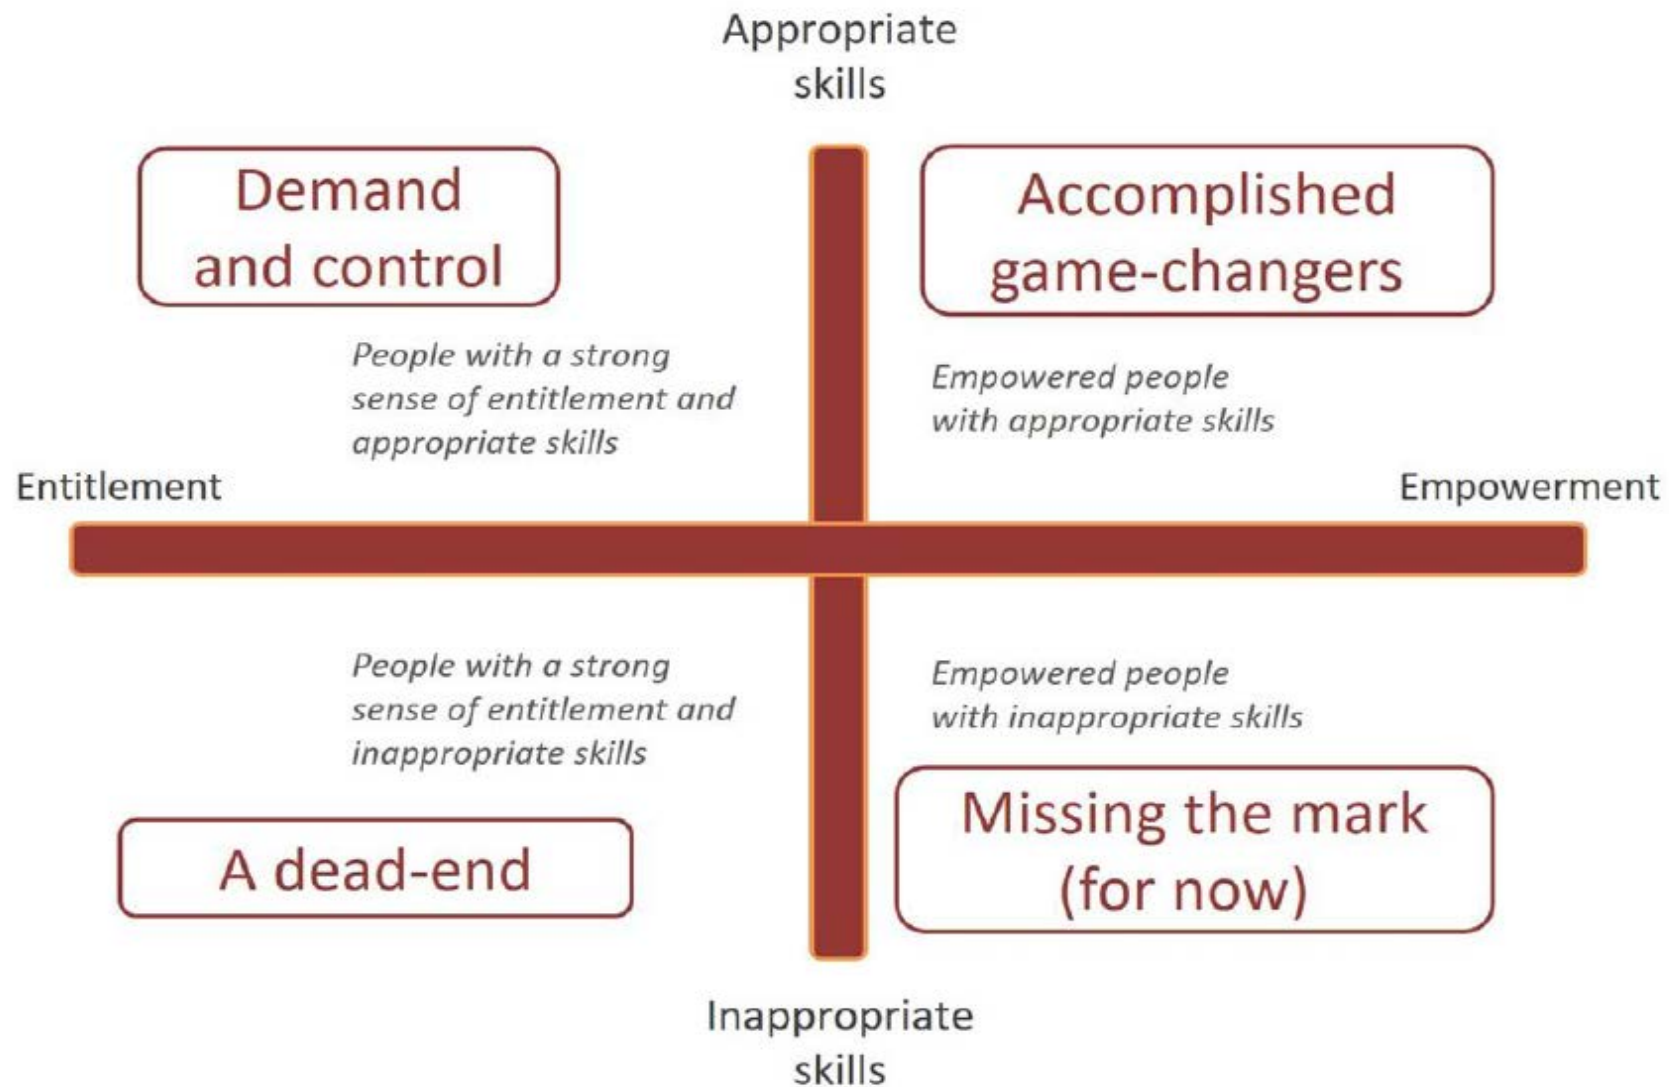 Appropriate
skills
Demand
and control
Accomplished
game-changers
People with a strong
sense of entitlement and
appropriate skills
Empowered people
with appropriate skills
Entitlement
Empowerment
People with a strong
sense of entitlement and
inappropriate skills
Empowered people
with inappropriate skills
A dead-end
Missing the mark
(for now)
Inappropriate
skills